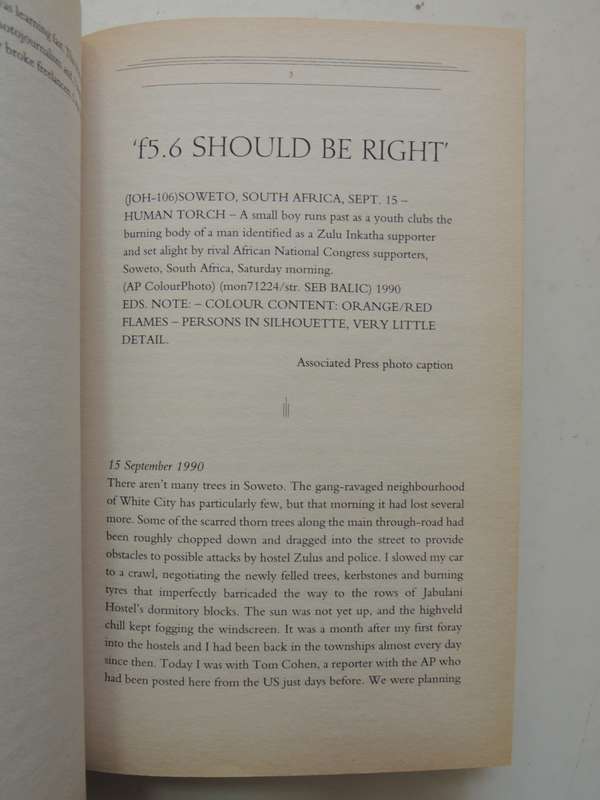 as learning fast. 
otojournalism and
broke freelancer.
3
‘f5.6 SHOULD BE RIGHT’
(JOH-106)SOWETO, SOUTH AFRICA, SEPT. 15 –
HUMAN TORCH – A small boy runs past as a youth clubs the
burning body of a man identified as a Zulu Inkatha supporter
and set alight by rival African National Congress supporters,
Soweto, South Africa, Saturday morning.
(AP ColourPhoto) (mon71224/str. SEB BALIC) 1990
EDS. NOTE: – COLOUR CONTENT: ORANGE/RED
FLAMES – PERSONS IN SILHOUETTE, VERY LITTLE
DETAIL.
Associated Press photo caption
15 September 1990
There aren't many trees in Soweto. The gang-ravaged neighbourhood
of White City has particularly few, but that morning it had lost several
more. Some of the scarred thorn trees along the main through-road had
been roughly chopped down and dragged into the street to provide
obstacles to possible attacks by hostel Zulus and police. I slowed my car
to a crawl, negotiating the newly felled trees, kerbstones and burning
tyres that imperfectly barricaded the way to the rows of Jabulani
Hostel's dormitory blocks. The sun was not yet up, and the highveld
chill kept fogging the windscreen. It was a month after my first foray
into the hostels and I had been back in the townships almost every day
since then. Today I was with Tom Cohen, a reporter with the AP who
had been posted here from the US just days before. We were planning